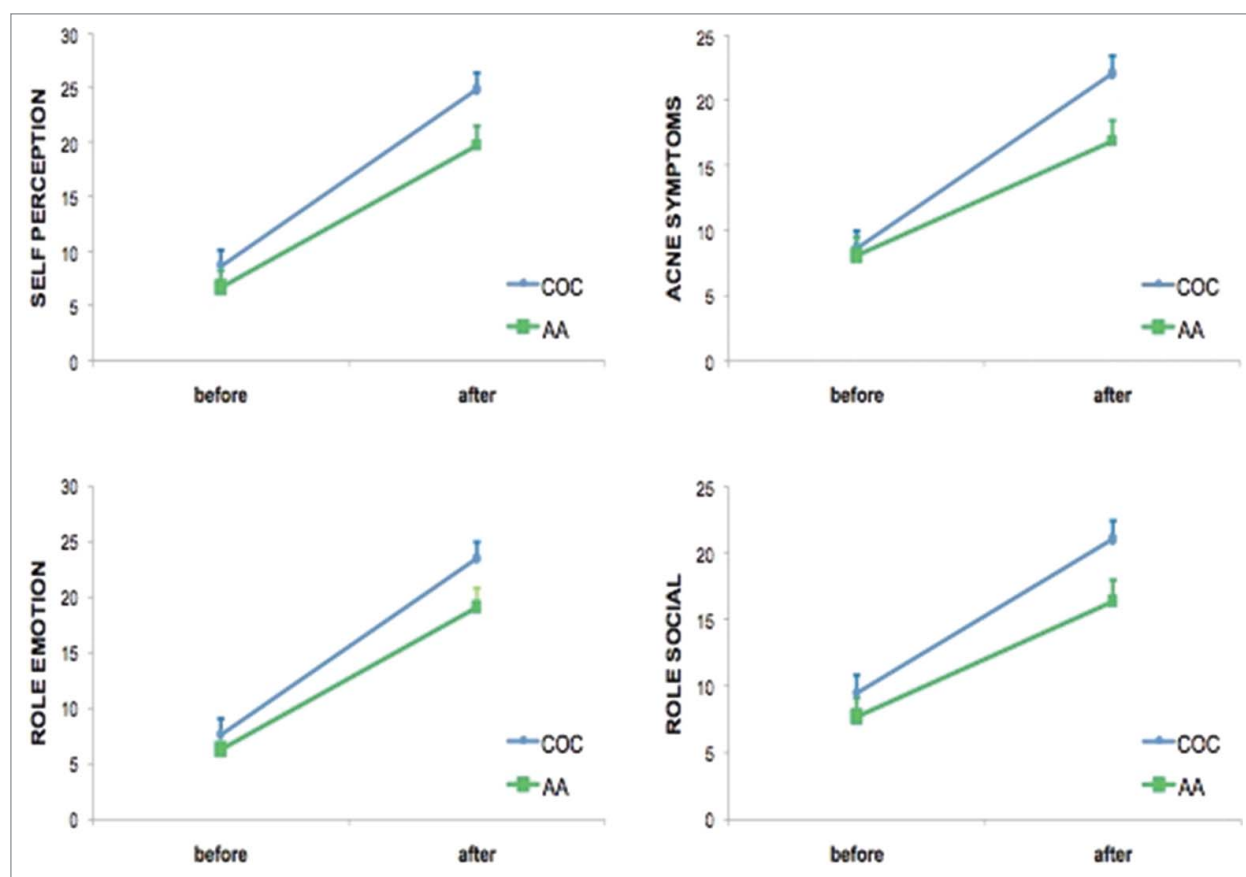 SELF PERCEPTION
30
25
20
15
10
5
0
before after
COC
AA
ACNE SYMPTOMS
25
20
15
10
5
0
before after
COC
AA
ROLE EMOTION
30
25
20
15
10
5
0
before after
COC
AA
ROLE SOCIAL
25
20
15
10
5
0
before after
COC
AA